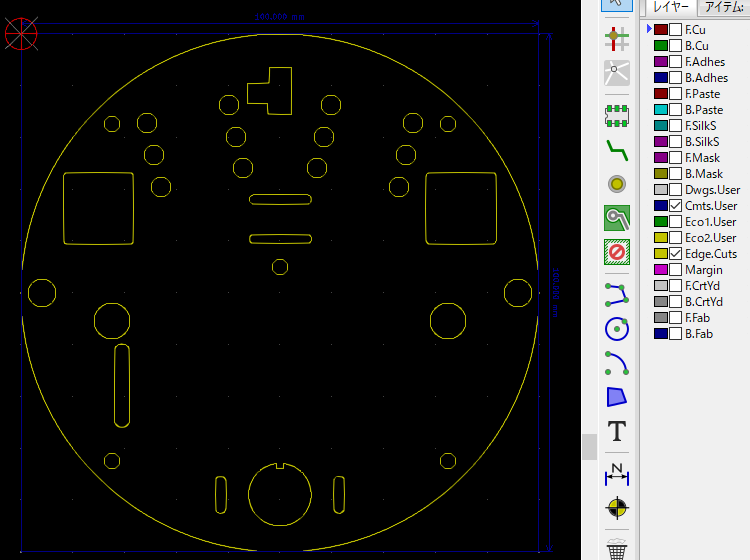 レイヤー
アイテム:
F.Cu
B.Cu
F.Adhes
B.Adhes
F.Paste
B.Paste
F.SilkS
B.SilkS
F.Mask
B.Mask
Dwgs.User
Cmts.User
Eco1.User
Eco2.User
Edge.Cuts
Margin
F.CrtYd
B.CrtYd
F.Fab
B.Fab
T
N